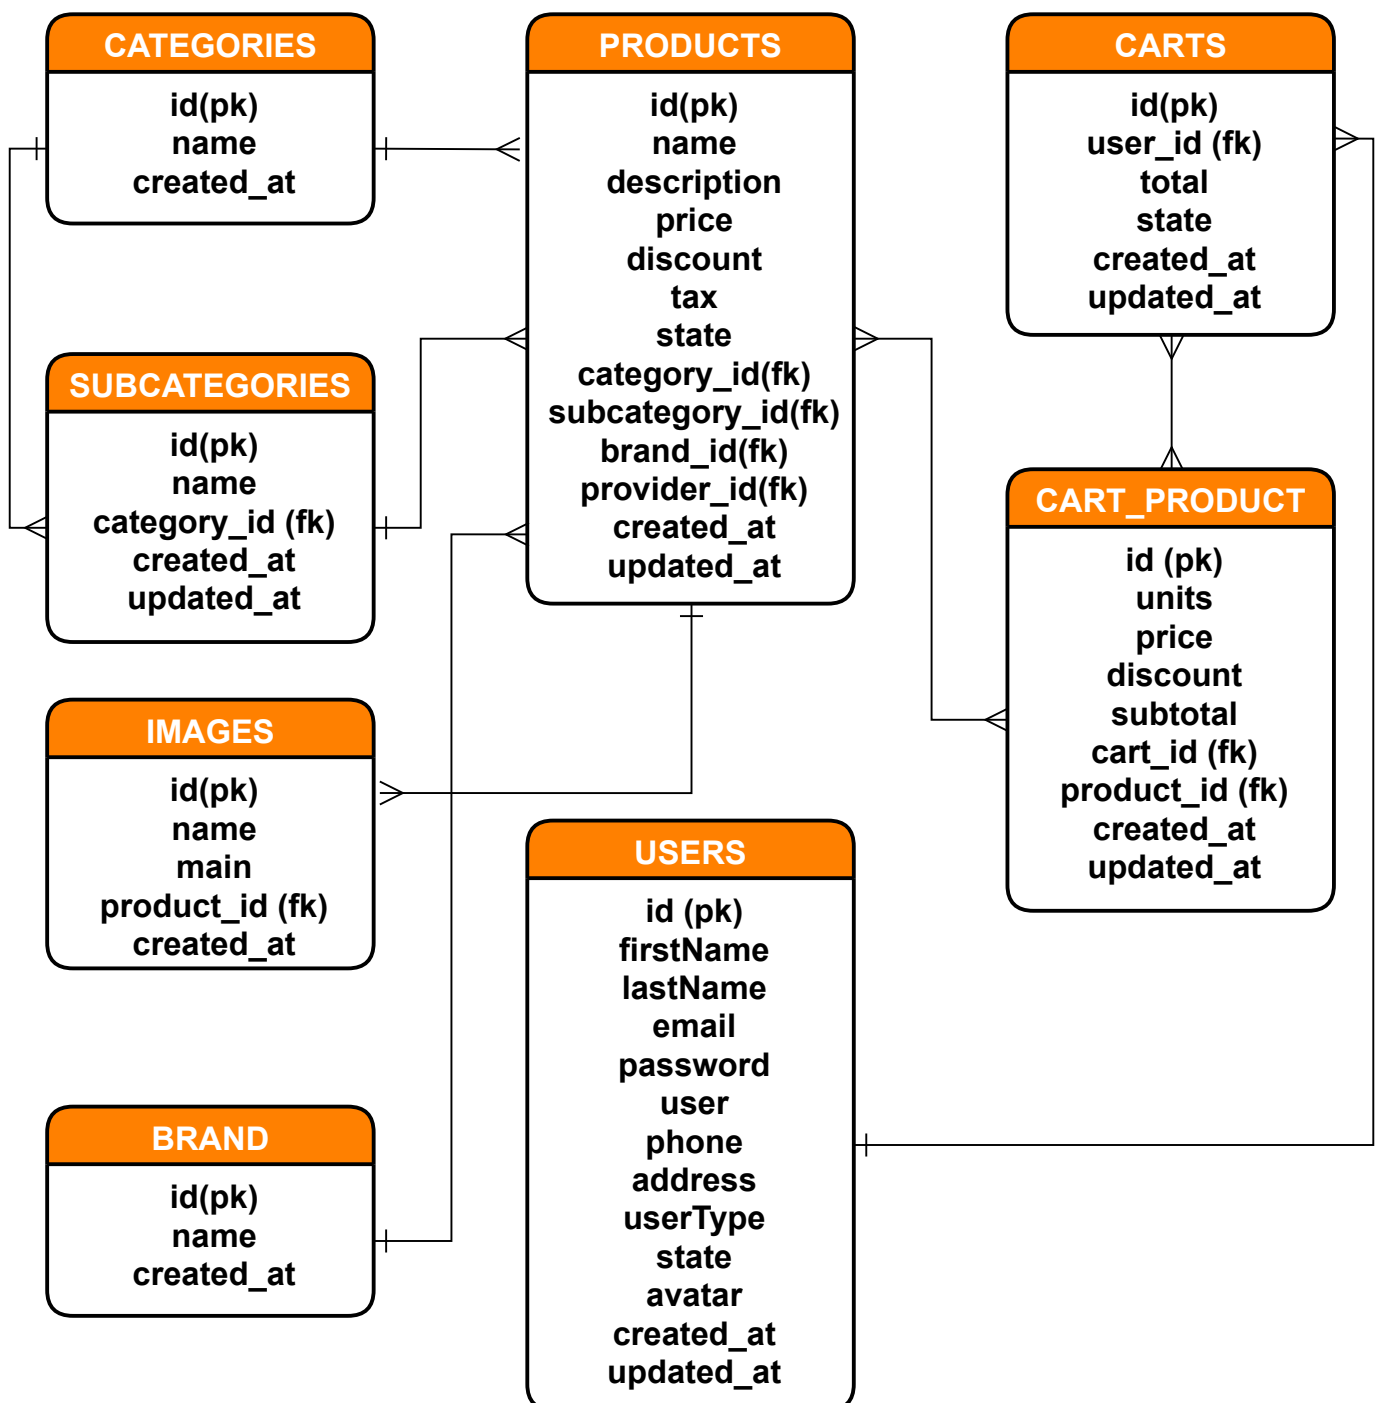 CATEGORIES
id(pk)
name
created_at
PRODUCTS
id(pk)
name
description
price
discount
tax
state
category_id(fk)
subcategory_id(fk)
brand_id(fk)
provider_id(fk)
created_at
updated_at
CARTS
id(pk)
user_id (fk)
total
state
created_at
updated_at
SUBCATEGORIES
id(pk)
name
category_id (fk)
created_at
updated_at
CART_PRODUCT
id (pk)
units
price
discount
subtotal
cart_id (fk)
product_id (fk)
created_at
updated_at
IMAGES
id(pk)
name
main
product_id (fk)
created_at
USERS
id (pk)
firstName
lastName
email
password
user
phone
address
userType
state
avatar
created_at
updated_at
BRAND
id(pk)
name
created_at